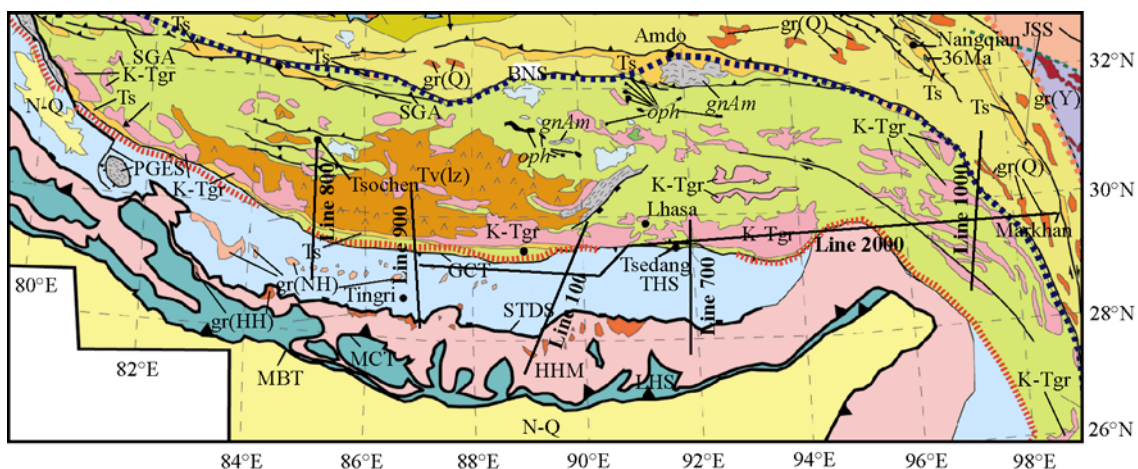 Ts
SGA
K-Tgr
Ts
N-Q
PGEST
K-Tgr
Ts
gr(Q)
BNS
SGA
Ts
Amdo
oph
gnAm
gnAm
oph
gr(Q)
Nangqian
36Ma
JSS
32°N
Ts
Ts
gr(Y)
K-Tgr
gr(Q)
30°N
Line 800
Tsochen
Tv(lz)
Line 900
K-Tgr
K-Tgr
Lhasa
K-Tgr
Line 2000
Line 1000
Markhan
Ts
GCT
Tsedang
THS
gr(NH)
Tingri
STDS
Line 100
Line 700
28°N
80°E
gr(HH)
MCT
MBT
HHM
LHS
82°E
K-Tgr
N-Q
26°N
84°E
86°E
88°E
90°E
92°E
94°E
96°E
98°E